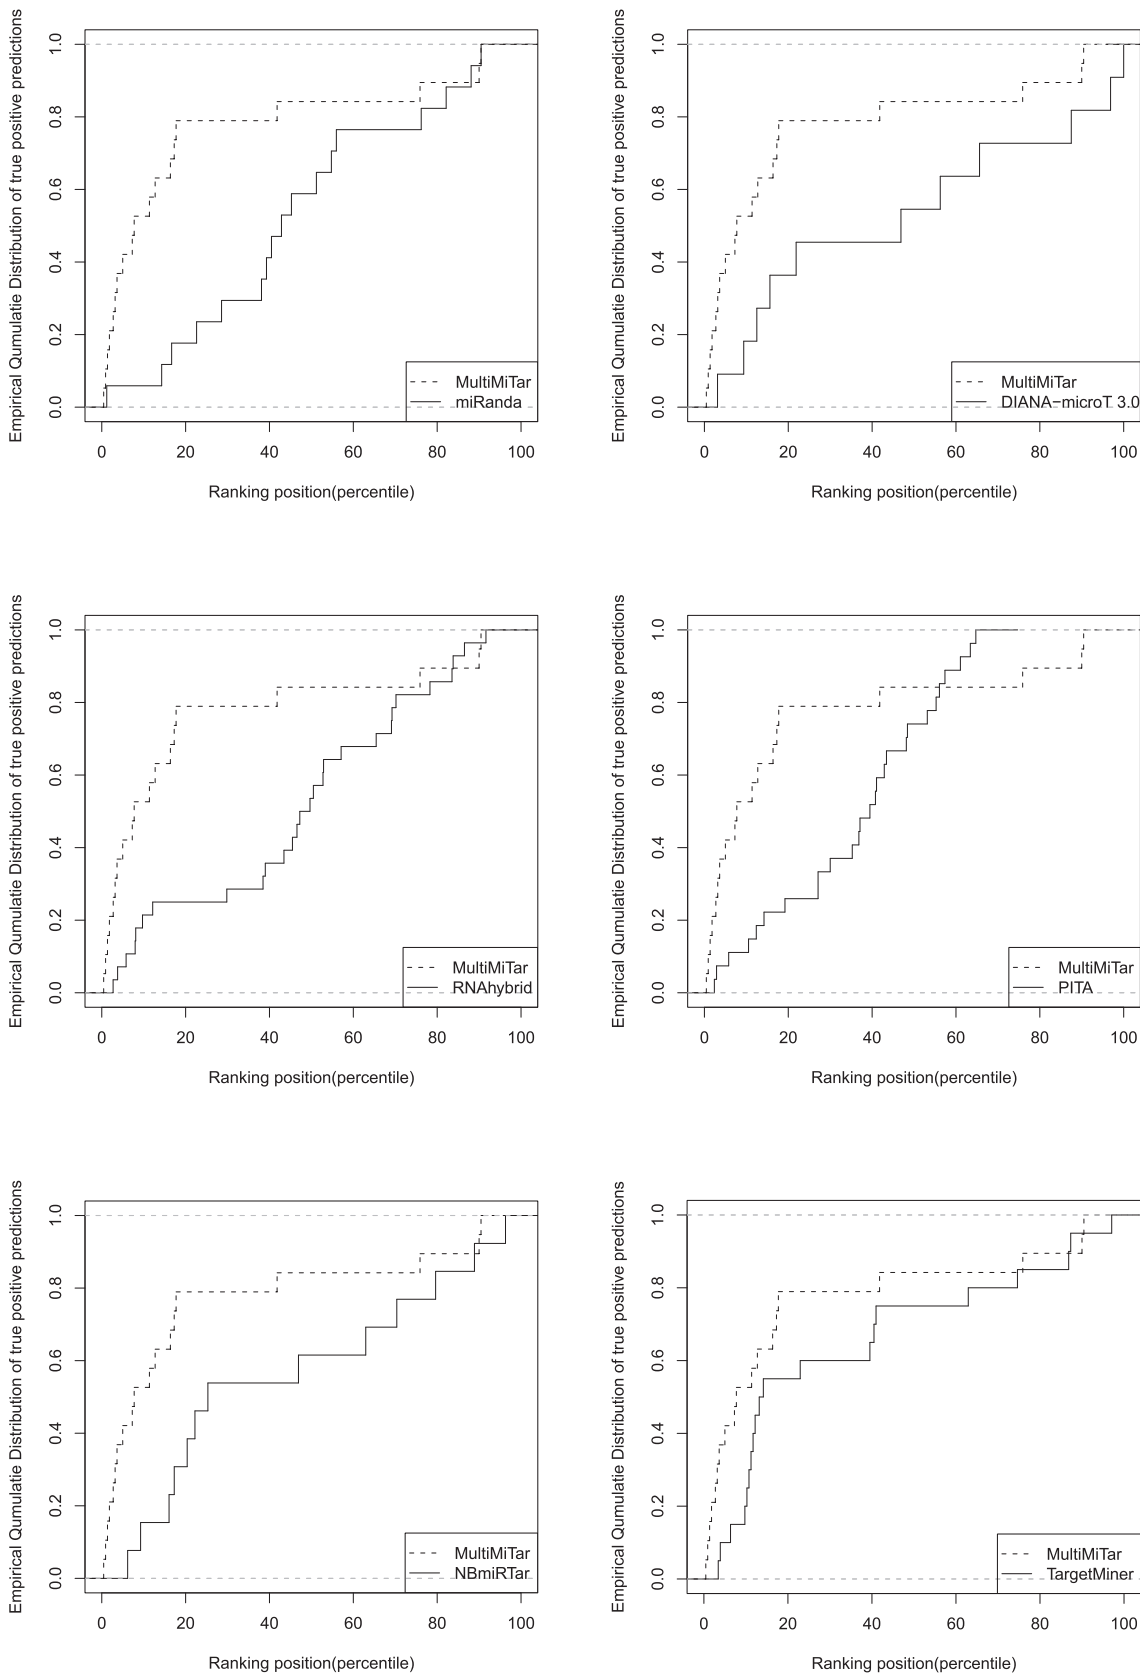 Empirical Qumulatie Distribution of true positive predictions
1.0
0.8
0.6
0.4
0.2
0.0
MultiMiTar
miRanda
0 20 40 60 80 100
Ranking position(percentile)
Empirical Qumulatie Distribution of true positive predictions
1.0
0.8
0.6
0.4
0.2
0.0
MultiMiTar
DIANA−microT 3.0
0 20 40 60 80 100
Ranking position(percentile)
Empirical Qumulatie Distribution of true positive predictions
1.0
0.8
0.6
0.4
0.2
0.0
MultiMiTar
RNAhybrid
0 20 40 60 80 100
Ranking position(percentile)
Empirical Qumulatie Distribution of true positive predictions
1.0
0.8
0.6
0.4
0.2
0.0
MultiMiTar
PITA
0 20 40 60 80 100
Ranking position(percentile)
Empirical Qumulatie Distribution of true positive predictions
1.0
0.8
0.6
0.4
0.2
0.0
MultiMiTar
NBmiRTar
0 20 40 60 80 100
Ranking position(percentile)
Empirical Qumulatie Distribution of true positive predictions
1.0
0.8
0.6
0.4
0.2
0.0
MultiMiTar
TargetMiner
0 20 40 60 80 100
Ranking position(percentile)